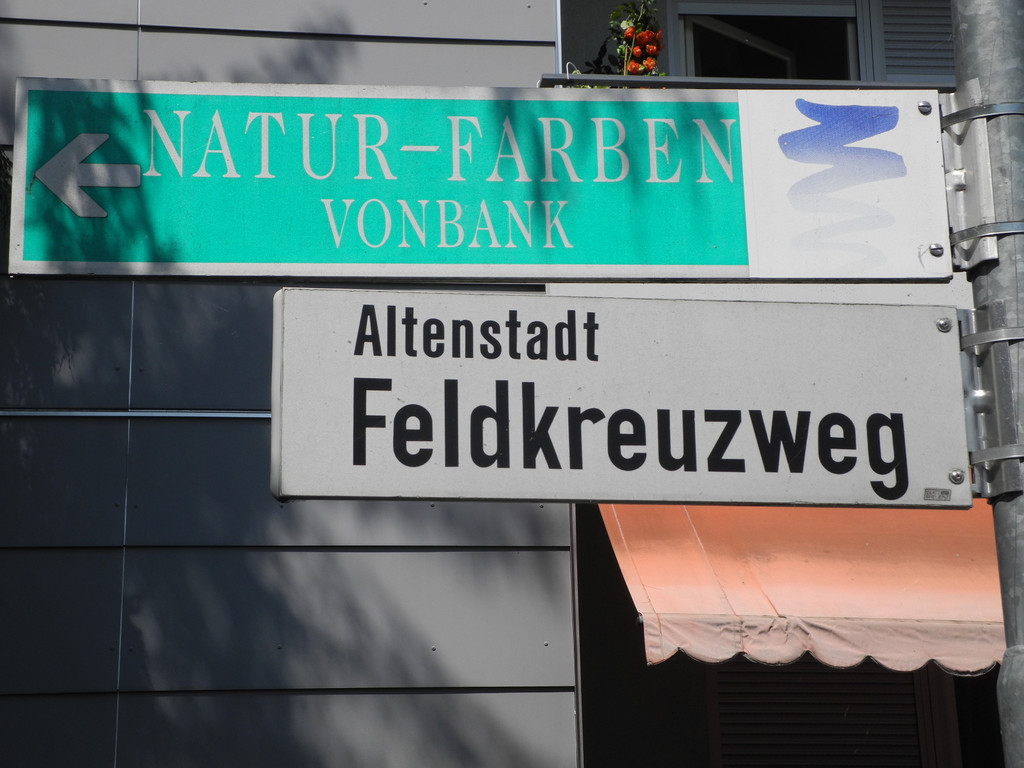 NATUR-FARBEN
VONBANK
Altenstadt
Feldkreuzweg